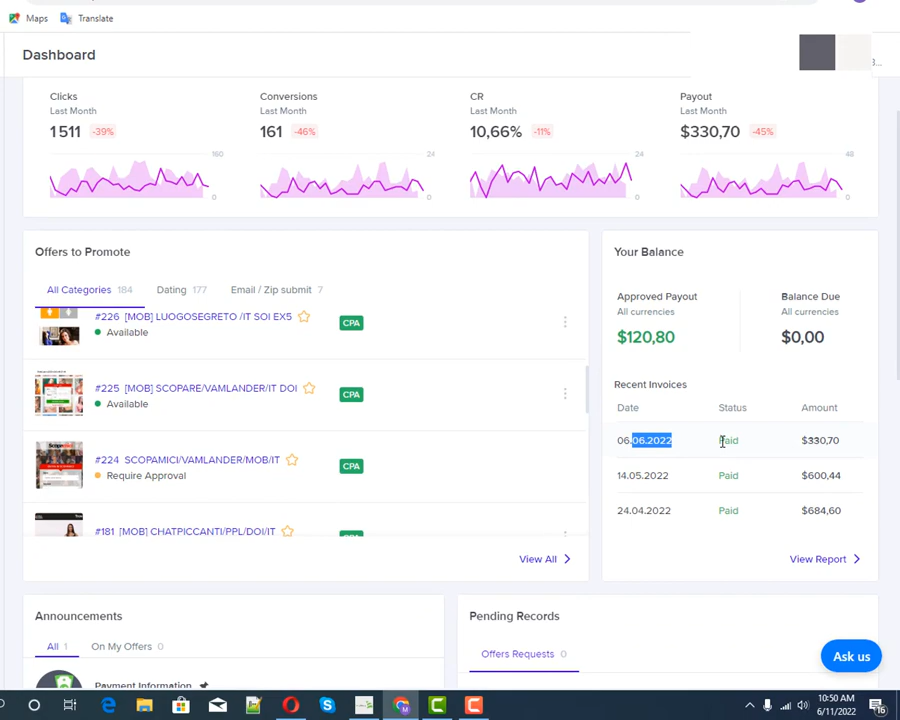 Maps Translate
Dashboard
Clicks
Last Month
1 511 -39%
160
0
Conversions
Last Month
161 -46%
24
0
CR
Last Month
10,66% -11%
24
0
Payout
Last Month
$330,70 -45%
48
0
Offers to Promote
All Categories 184 Dating 177 Email / Zip submit 7
#226 [MOB] LUOGOSEGRETO /IT SOI EX5
CPA
Available
#225 [MOB] SCOPARE/VAMLANDER/IT DOI
CPA
Available
#224 SCOPAMICI/VAMLANDER/MOB/IT
CPA
Require Approval
#181 [MOB] CHATPICCANTI/PPL/DOI/IT
View All
Your Balance
Approved Payout
All currencies
$120,80
Balance Due
All currencies
$0,00
Recent Invoices
Date Status Amount
06.06.2022 Paid $330,70
14.05.2022 Paid $600,44
24.04.2022 Paid $684,60
View Report
Announcements
All 1 On My Offers 0
Payment Information
Pending Records
Offers Requests 0
Ask us
10:50 AM
6/11/2022
16